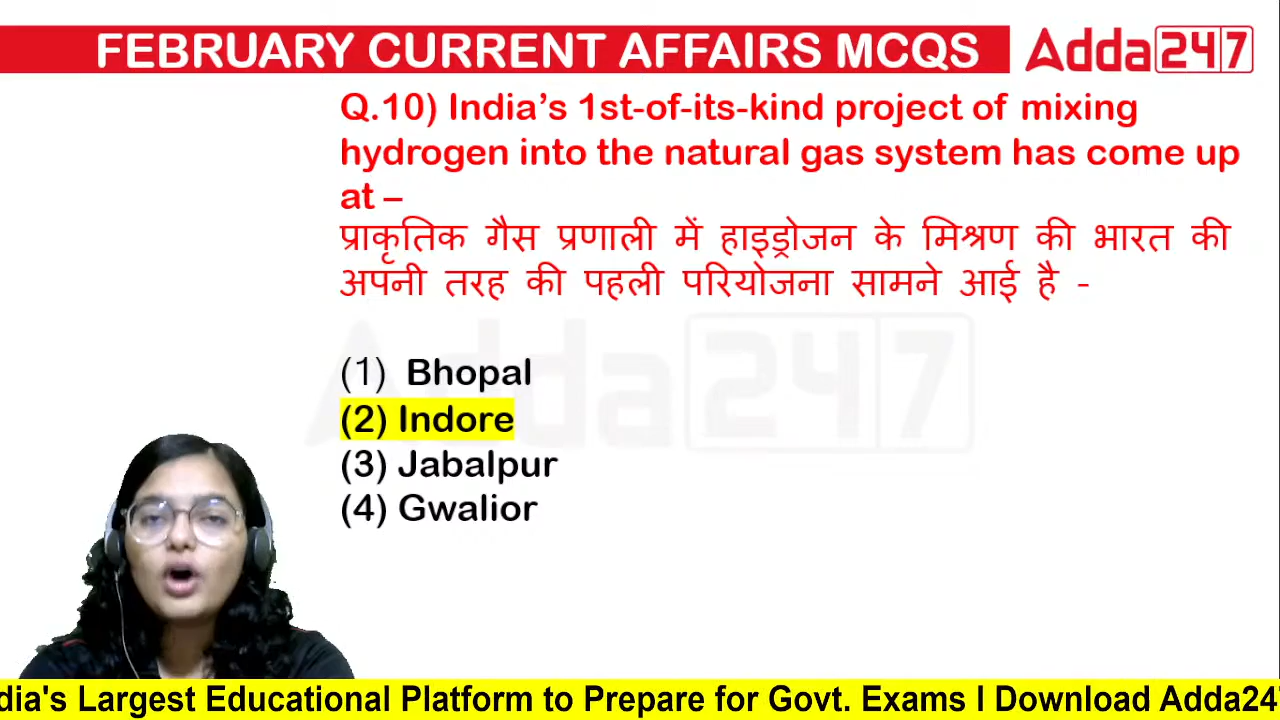 FEBRUARY CURRENT AFFAIRS MCQS
Adda247
Q.10) India’s 1st-of-its-kind project of mixing
hydrogen into the natural gas system has come up
at –
प्राकृतिक गैस प्रणाली में हाइड्रोजन के मिश्रण की भारत की
अपनी तरह की पहली परियोजना सामने आई है -
Adda247
(1) Bhopal
(2) Indore
(3) Jabalpur
(4) Gwalior
dia's Largest Educational Platform to Prepare for Govt. Exams I Download Adda24